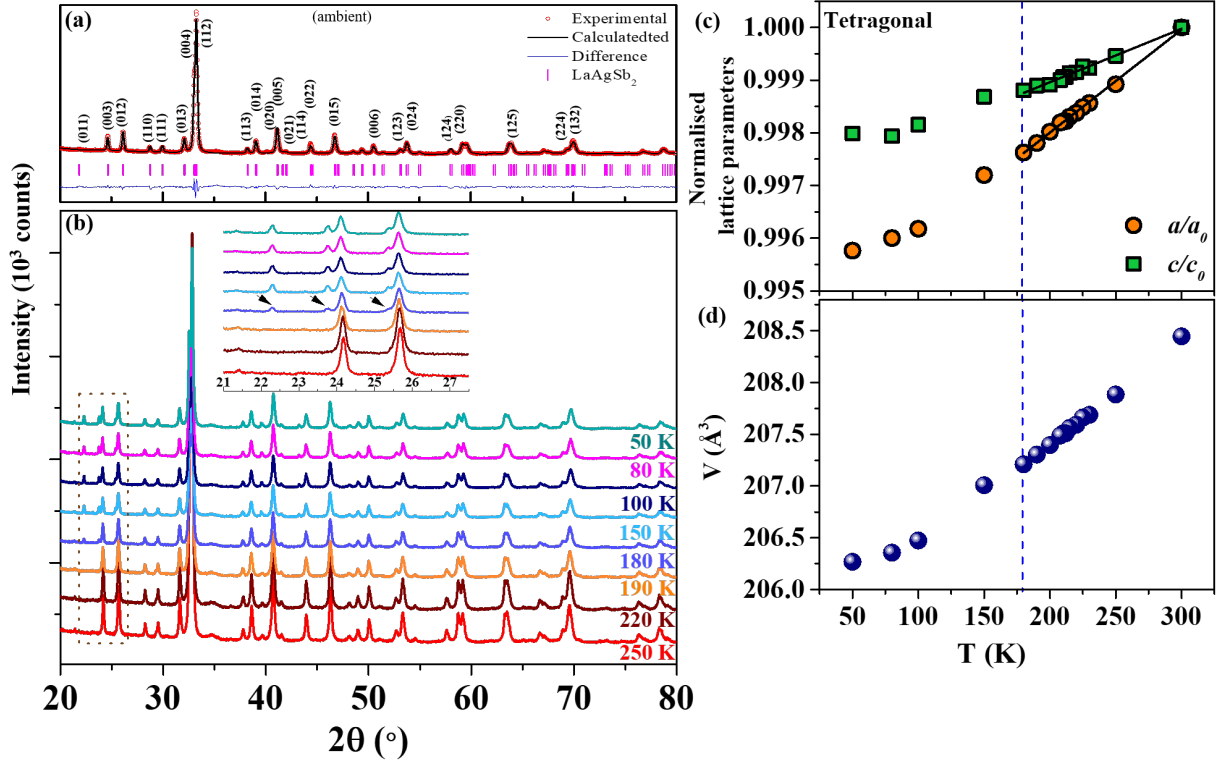 (a)
(ambient)
Experimental
Calculatedted
Difference
LaAgSb2
(011)
(003)
(012)
(110)
(111)
(013)
(004)
(112)
(113)
(014)
(020)
(005)
(021)
(114)
(022)
(015)
(006)
(123)
(024)
(124)
(220)
(125)
(224)
(132)
(b)
21 22 23 24 25 26 27
50 K
80 K
100 K
150 K
180 K
190 K
220 K
250 K
Intensity (10³ counts)
20 30 40 50 60 70 80
2θ (°)
(c)
Tetragonal
1.000
0.999
0.998
0.997
0.996
0.995
Normalised
lattice parameters
a/a0
c/c0
(d)
208.5
208.0
207.5
207.0
206.5
206.0
V (Å³)
50 100 150 200 250 300
T (K)